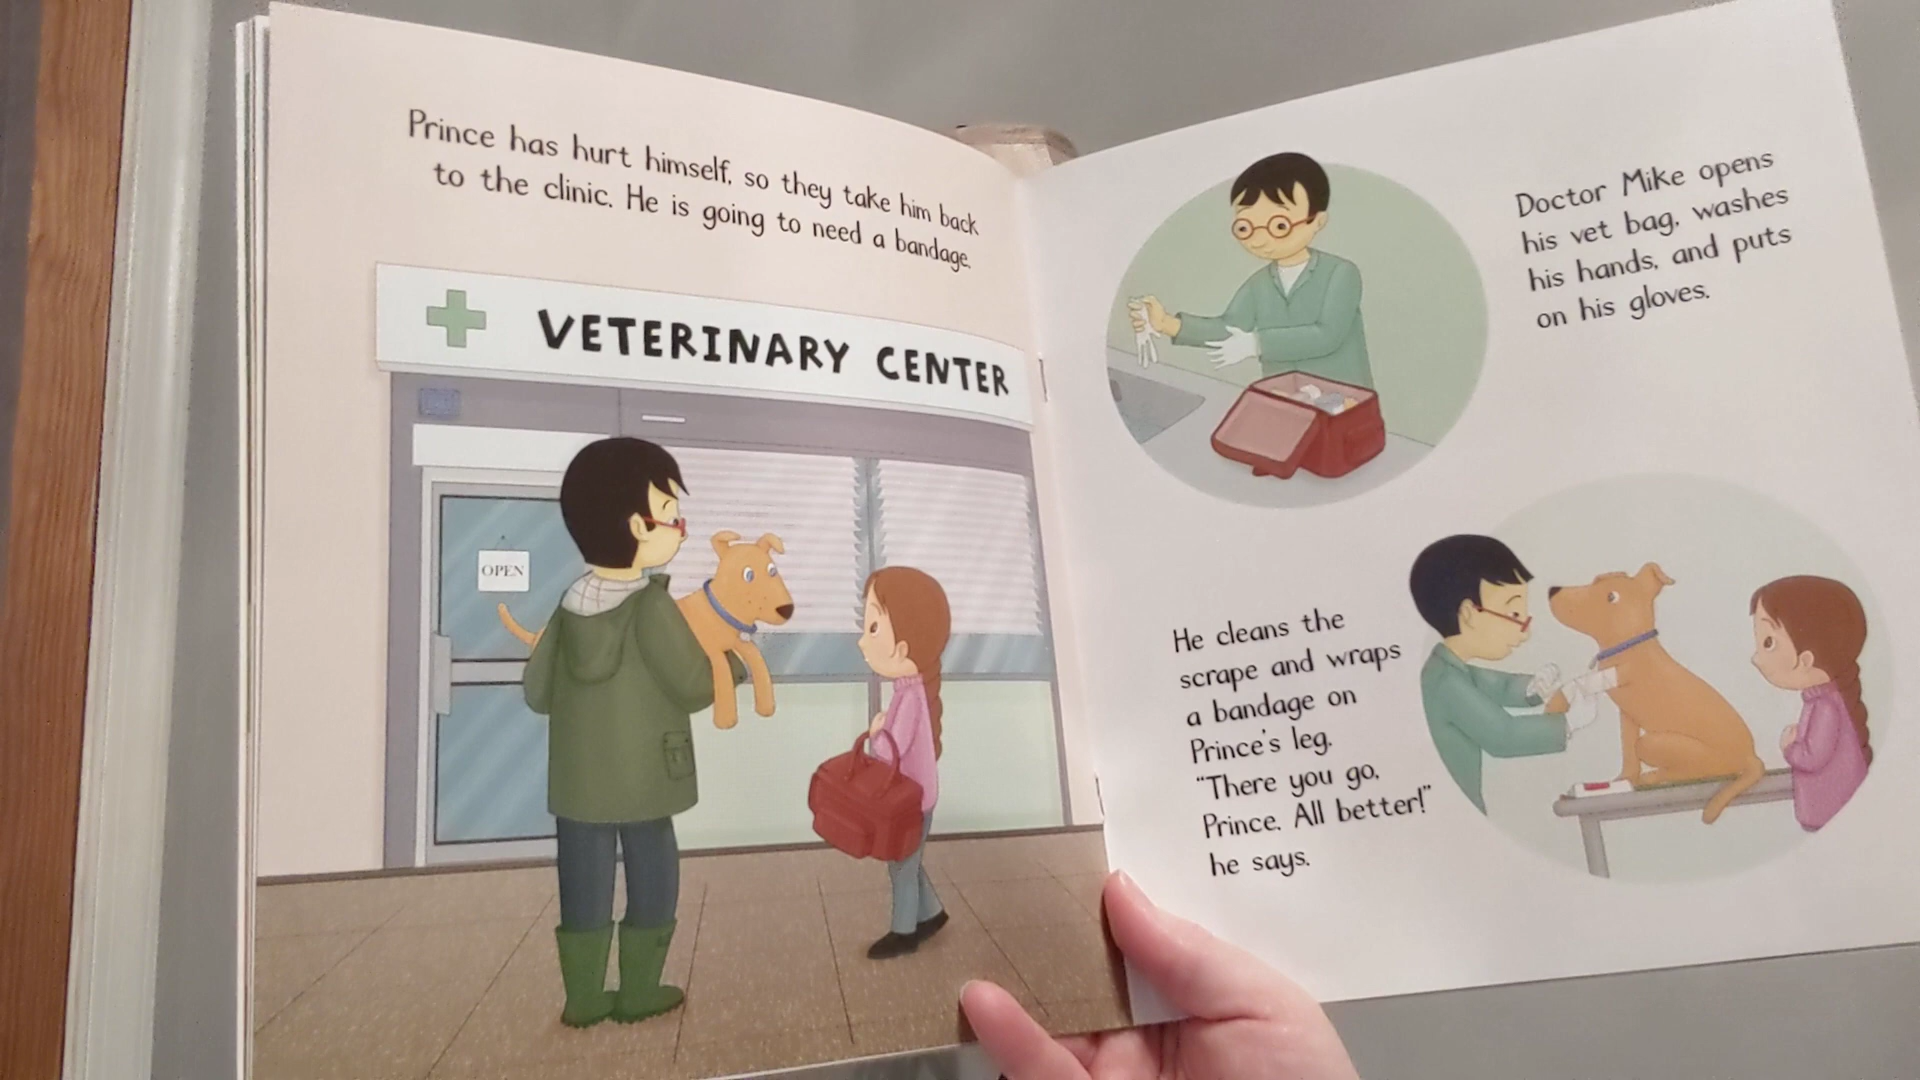 Prince has hurt himself, so they take him back
to the clinic. He is going to need a bandage.
VETERINARY CENTER
OPEN
Doctor Mike opens
his vet bag, washes
his hands, and puts
on his gloves.
He cleans the
scrape and wraps
a bandage on
Prince's leg.
"There you go,
Prince. All better!"
he says.